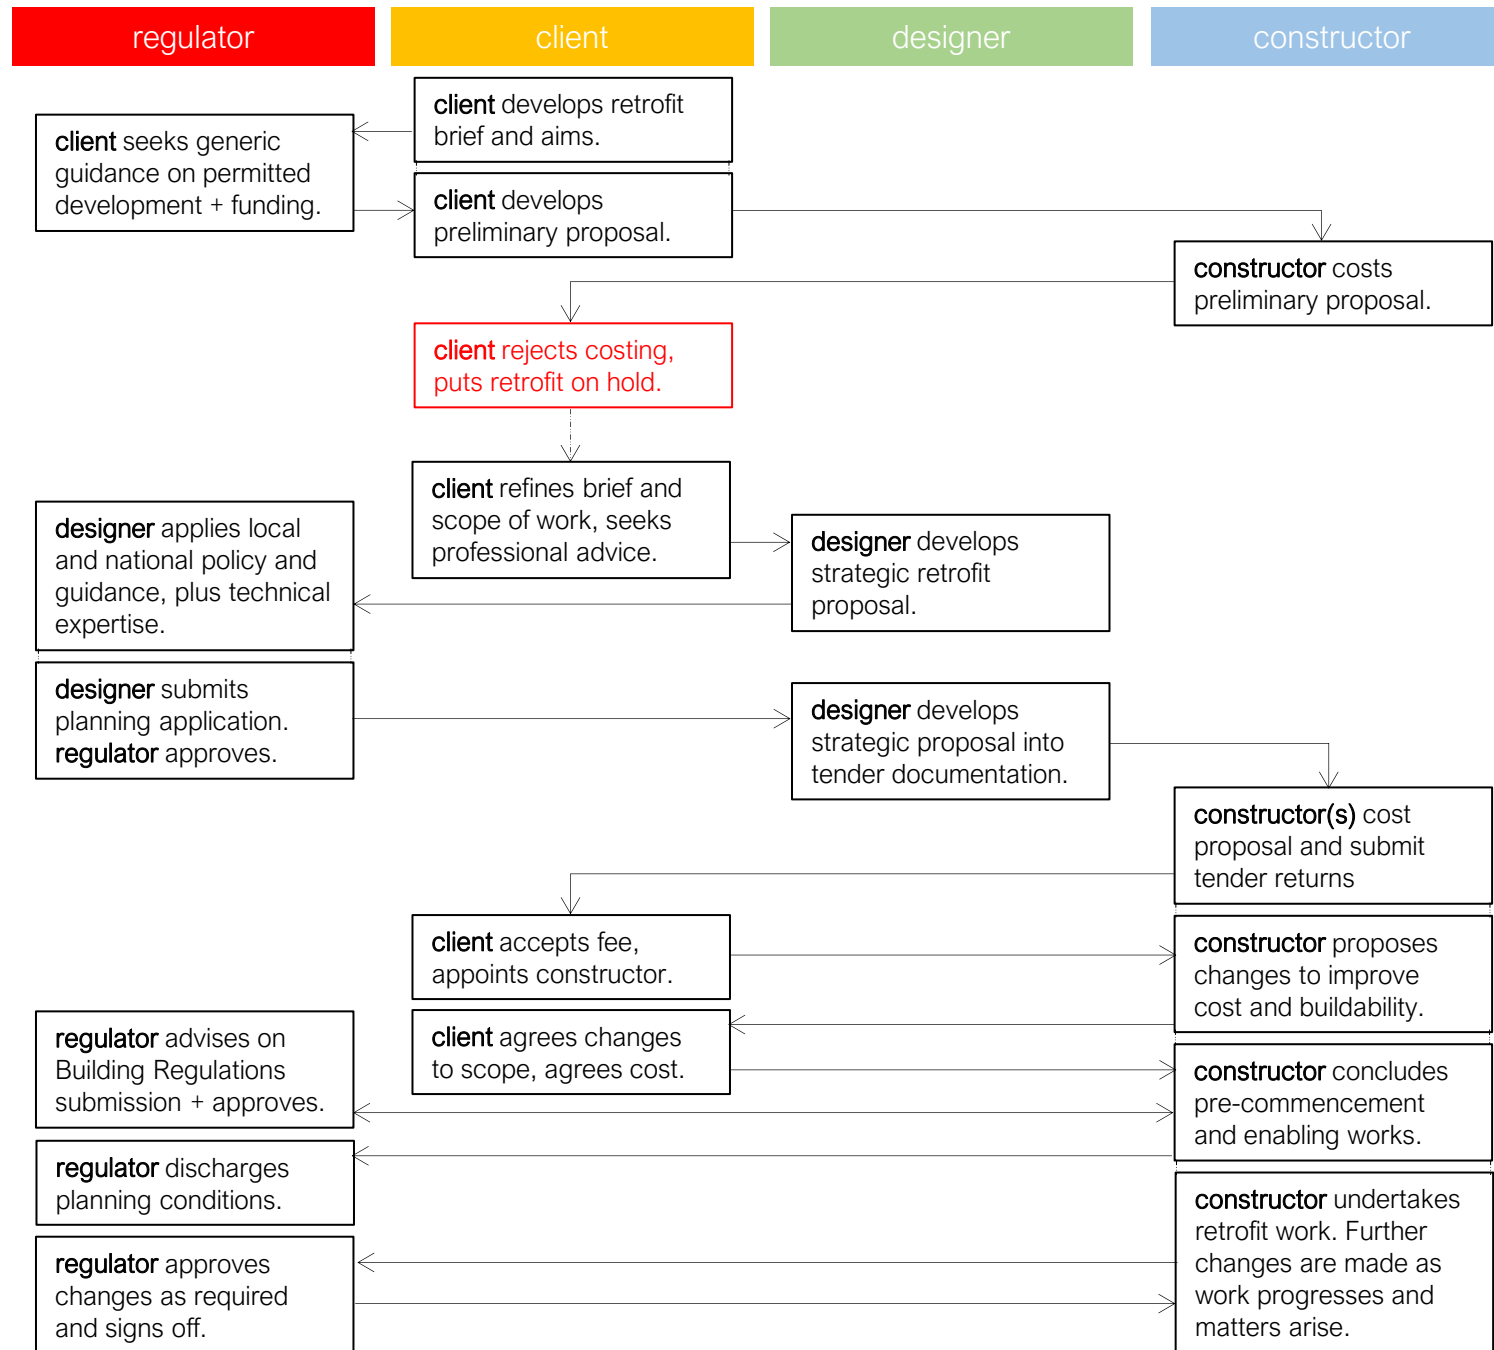 regulator
client
designer
constructor
client develops retrofit
brief and aims.
client seeks generic
guidance on permitted
development + funding.
client develops
preliminary proposal.
constructor costs
preliminary proposal.
client rejects costing,
puts retrofit on hold.
client refines brief and
scope of work, seeks
professional advice.
designer develops
strategic retrofit
proposal.
designer applies local
and national policy and
guidance, plus technical
expertise.
designer submits
planning application.
regulator approves.
designer develops
strategic proposal into
tender documentation.
constructor(s) cost
proposal and submit
tender returns
client accepts fee,
appoints constructor.
constructor proposes
changes to improve
cost and buildability.
client agrees changes
to scope, agrees cost.
constructor concludes
pre-commencement
and enabling works.
regulator advises on
Building Regulations
submission + approves.
regulator discharges
planning conditions.
constructor undertakes
retrofit work. Further
changes are made as
work progresses and
matters arise.
regulator approves
changes as required
and signs off.